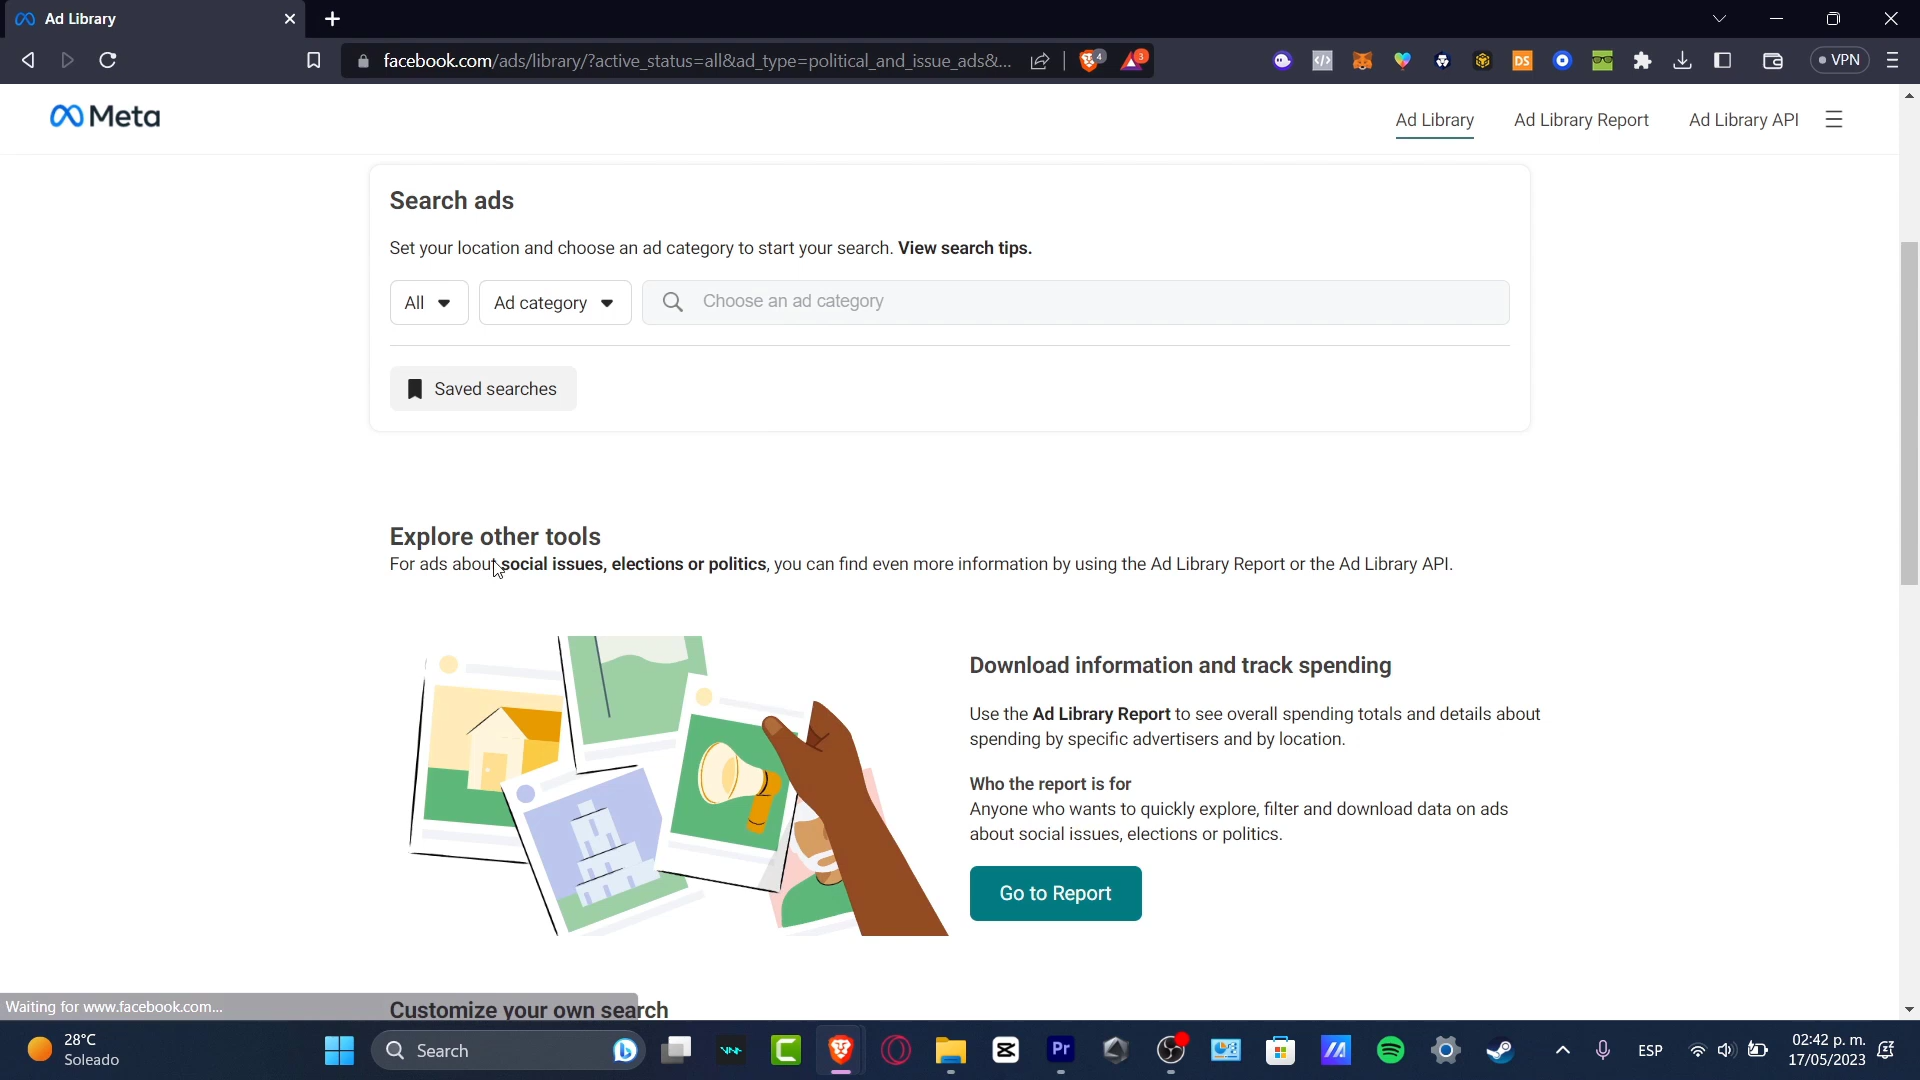 Ad Library
facebook.com/ads/library/?active_status=all&ad_type=political_and_issue_ads&...
4
3
DS
VPN
Meta
Ad Library
Ad Library Report
Ad Library API
Search ads
Set your location and choose an ad category to start your search. View search tips.
All
Ad category
Choose an ad category
Saved searches
Explore other tools
For ads about social issues, elections or politics, you can find even more information by using the Ad Library Report or the Ad Library API.
Download information and track spending
Use the Ad Library Report to see overall spending totals and details about
spending by specific advertisers and by location.
Who the report is for
Anyone who wants to quickly explore, filter and download data on ads
about social issues, elections or politics.
Go to Report
Customize your own search
Waiting for www.facebook.com...
28°C
Soleado
Search
Pr
ESP
02:42 p. m.
17/05/2023